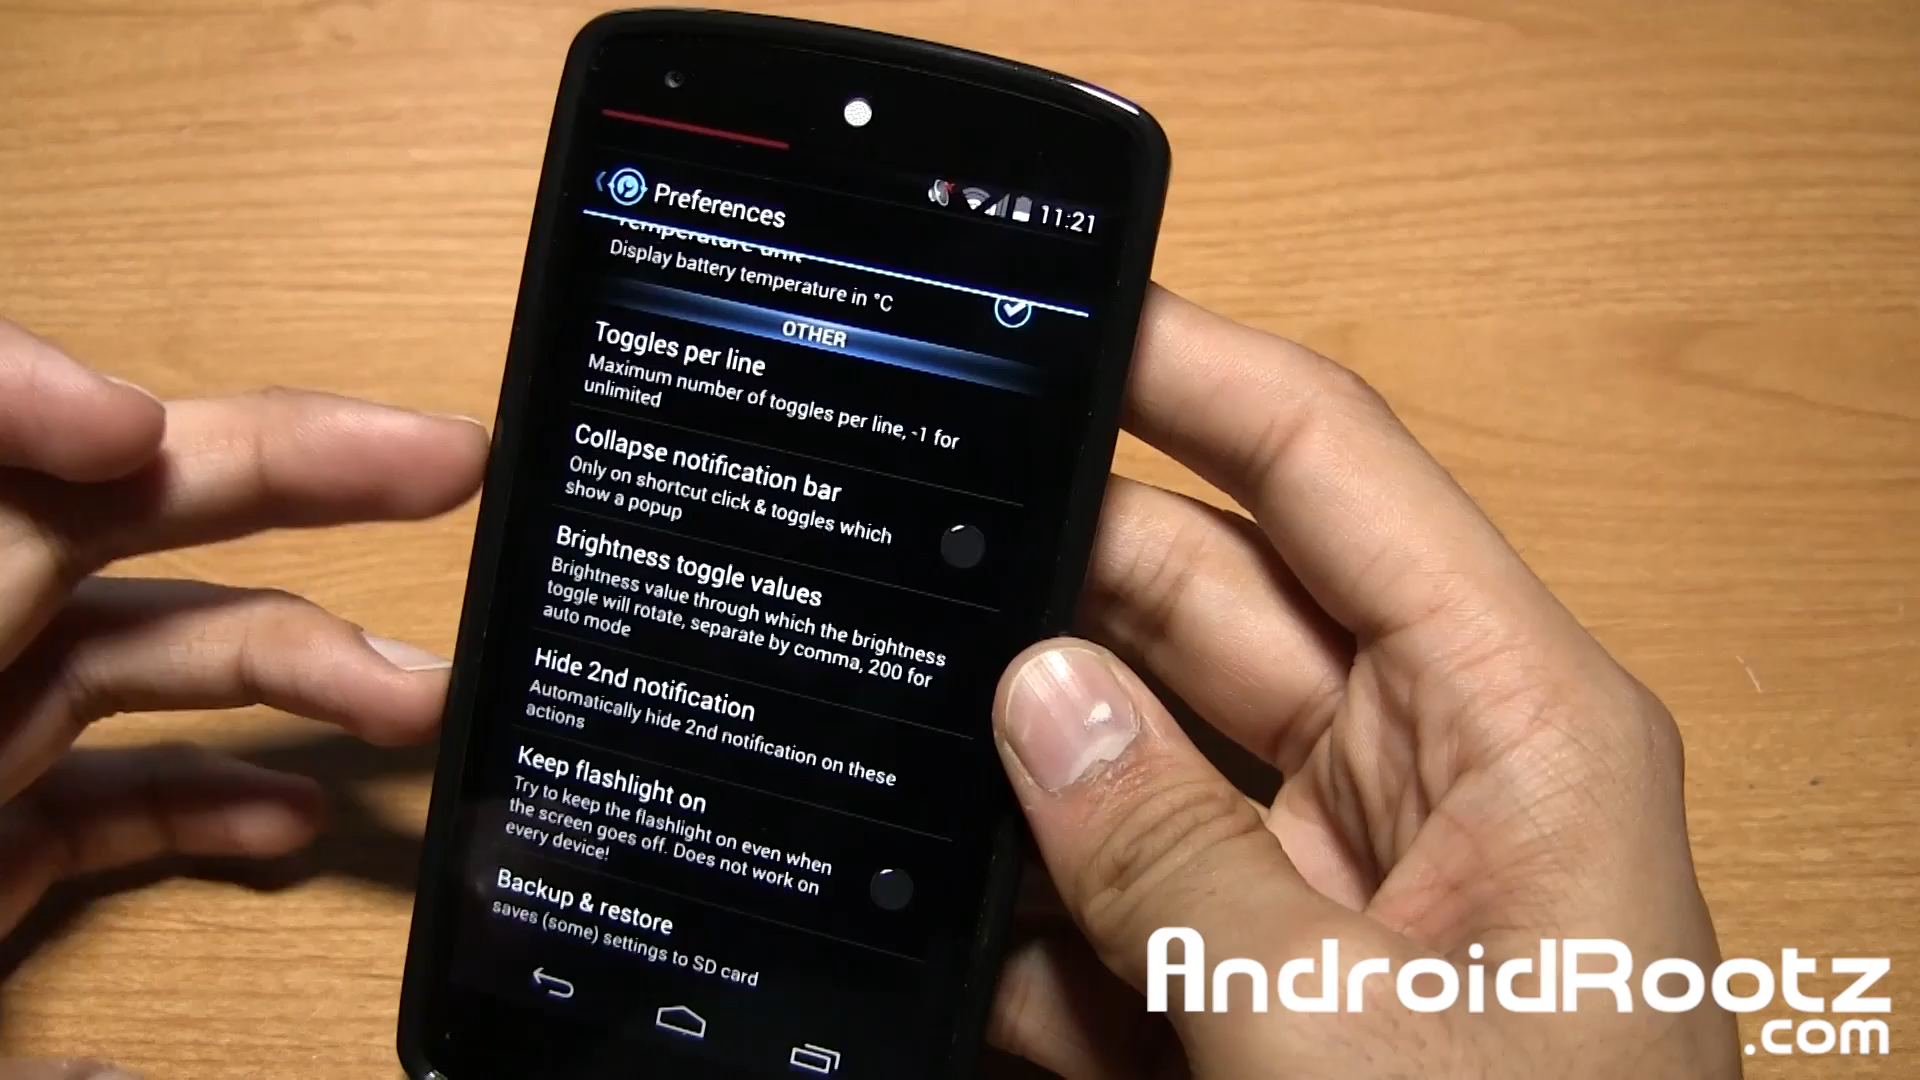 Preferences
11:21
Temperature unit
Display battery temperature in °C
OTHER
Toggles per line
Maximum number of toggles per line, -1 for
unlimited
Collapse notification bar
Only on shortcut click & toggles which
show a popup
Brightness toggle values
Brightness value through which the brightness
toggle will rotate, separate by comma, 200 for
auto mode
Hide 2nd notification
Automatically hide 2nd notification on these
actions
Keep flashlight on
Try to keep the flashlight on even when
the screen goes off. Does not work on
every device!
Backup & restore
saves (some) settings to SD card
AndroidRootz
.com